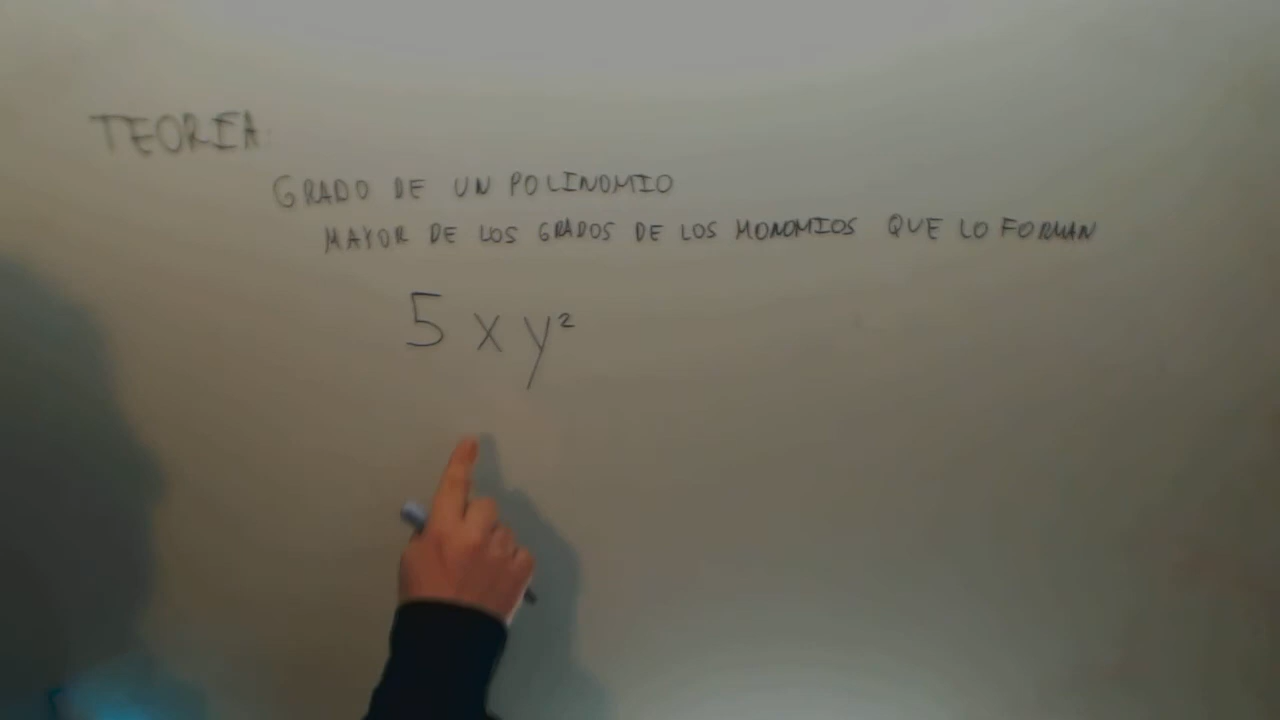 TEORIA
GRADO DE UN POLINOMIO
MAYOR DE LOS GRADOS DE LOS MONOMIOS QUE LO FORMAN
5 x y²